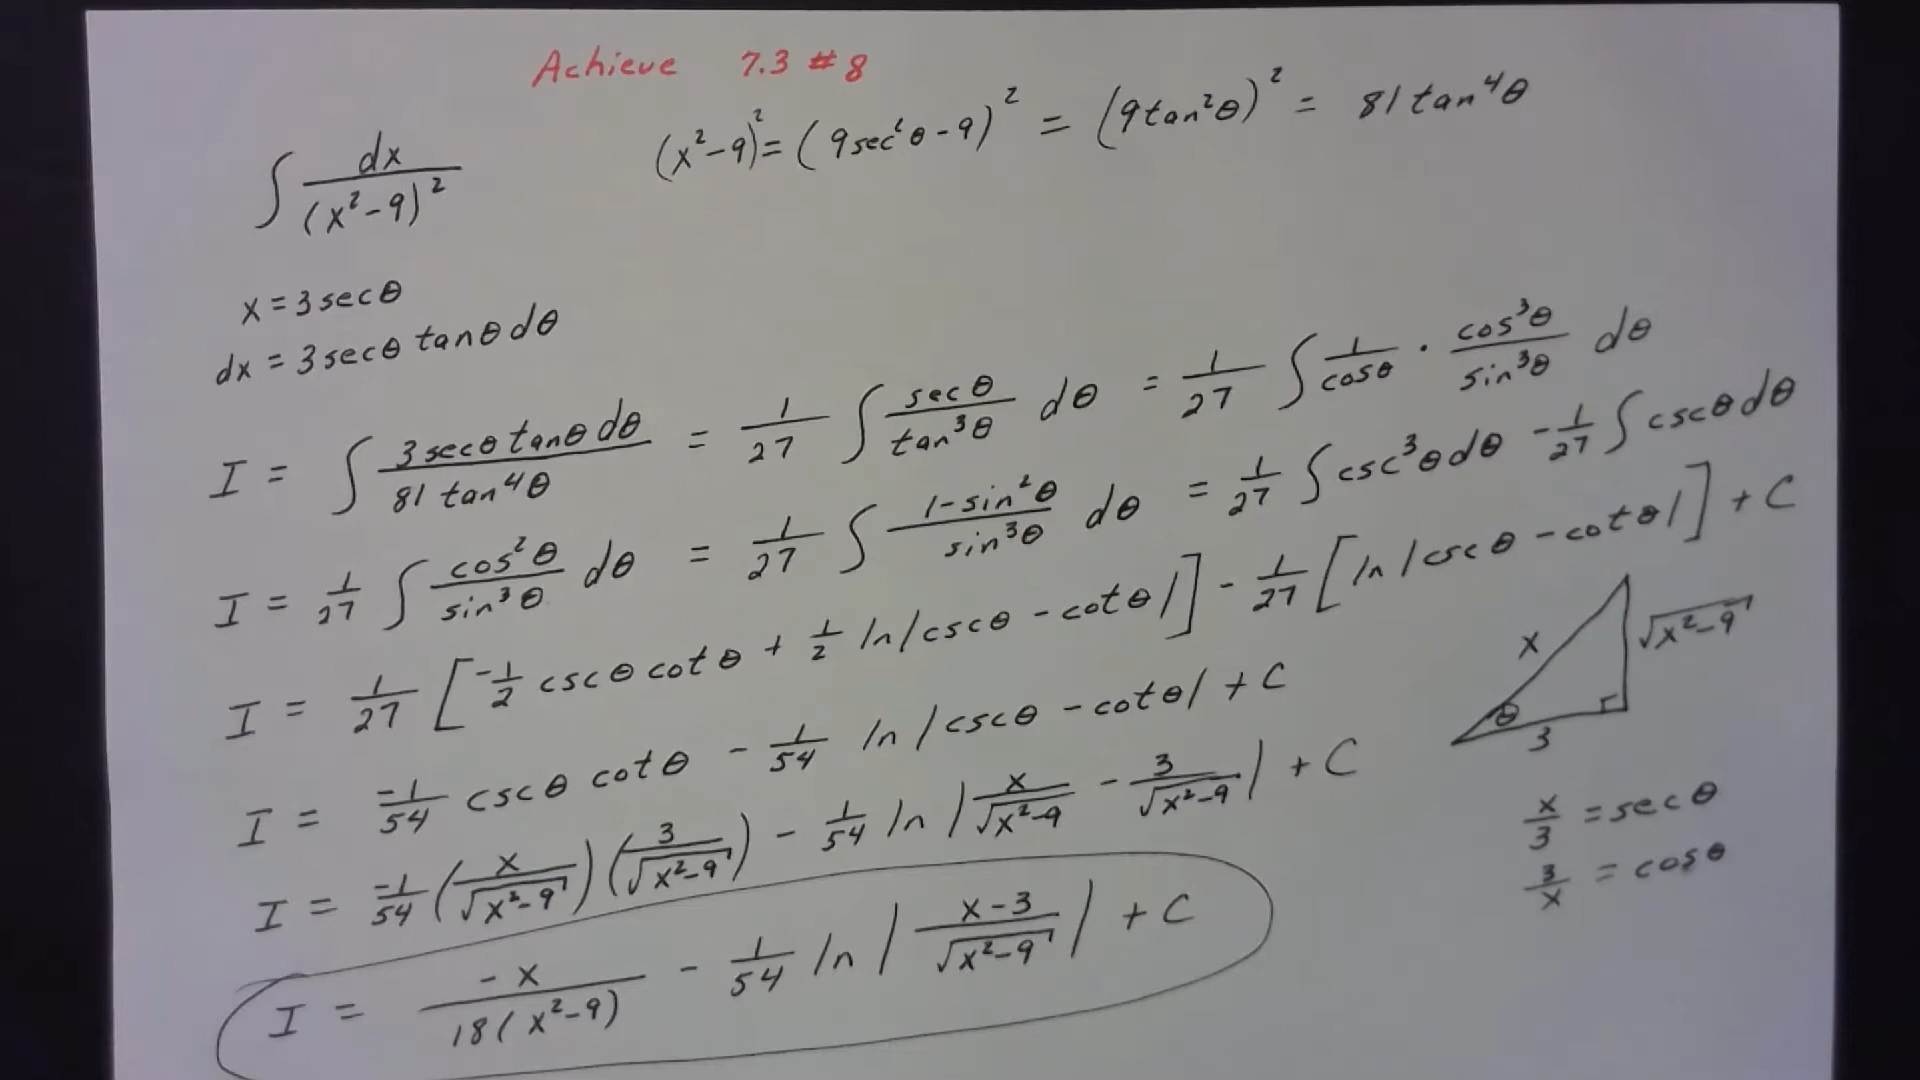 Achieve 7.3 #8
∫ dx / (x²-9)²
(x²-9)² = (9sec²θ - 9)² = (9tan²θ)² = 81 tan⁴θ
x = 3 secθ
dx = 3 secθ tanθ dθ
I = ∫ 3 secθ tanθ dθ / 81 tan⁴θ = 1/27 ∫ secθ / tan³θ dθ = 1/27 ∫ 1/cosθ · cos³θ / sin³θ dθ
I = 1/27 ∫ cos²θ / sin³θ dθ = 1/27 ∫ 1-sin²θ / sin³θ dθ = 1/27 ∫ csc³θ dθ - 1/27 ∫ cscθ dθ
I = 1/27 [ -1/2 cscθ cotθ + 1/2 ln|cscθ - cotθ| ] - 1/27 [ ln|cscθ - cotθ| ] + C
I = -1/54 cscθ cotθ - 1/54 ln|cscθ - cotθ| + C
I = -1/54 (x/√(x²-9)) (3/√(x²-9)) - 1/54 ln|x/√(x²-9) - 3/√(x²-9)| + C
I = -x / 18(x²-9) - 1/54 ln|x-3 / √(x²-9)| + C
x
√(x²-9)
θ
3
x/3 = secθ
3/x = cosθ